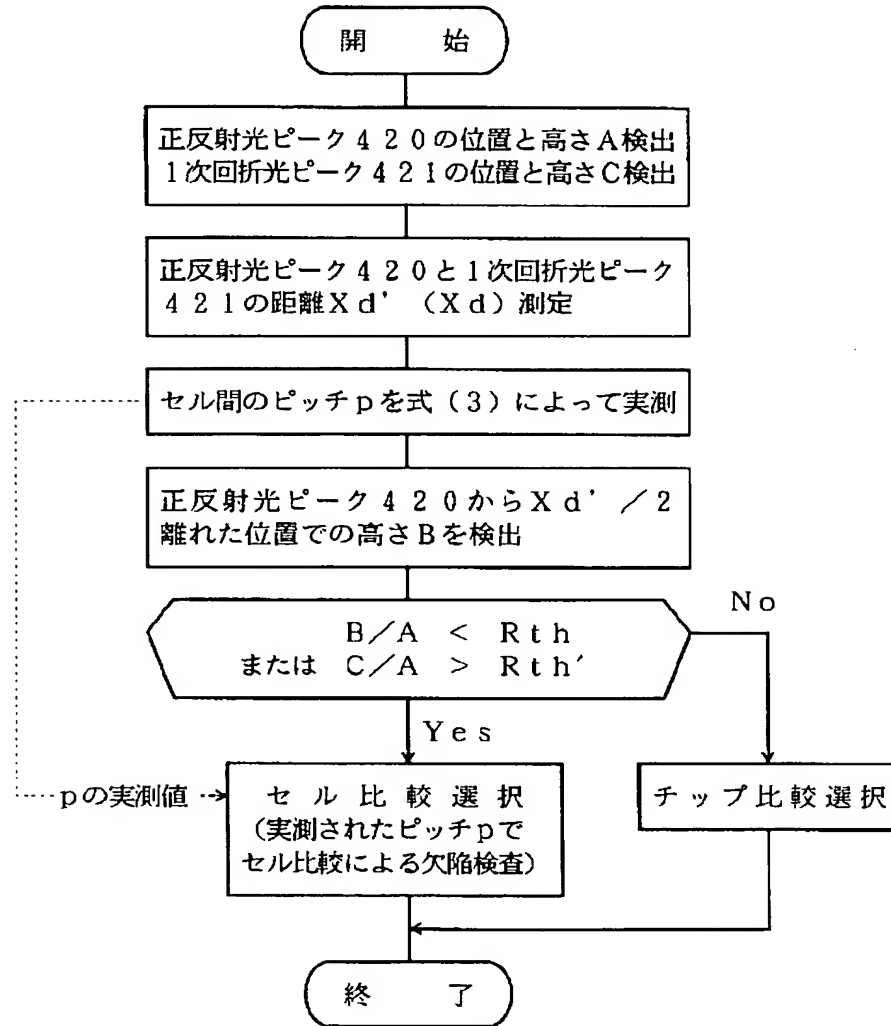 開 始
正反射光ピーク420の位置と高さA検出
1次回折光ピーク421の位置と高さC検出
正反射光ピーク420と1次回折光ピーク
421の距離Xd'(Xd)測定
セル間のピッチpを式(3)によって実測
正反射光ピーク420からXd'/2
離れた位置での高さBを検出
No
B/A < Rth
または C/A > Rth′
Yes
pの実測値
セル比較選択
(実測されたピッチpで
セル比較による欠陥検査)
チップ比較選択
終 了